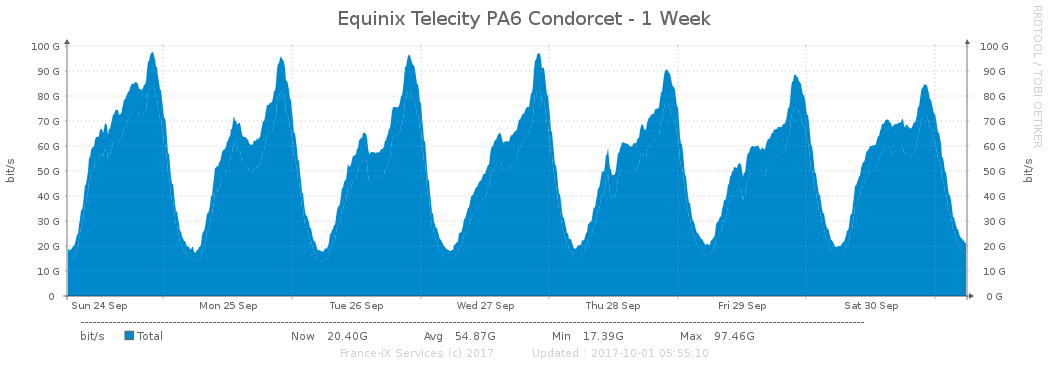 Equinix Telecity PA6 Condorcet - 1 Week
RRDTOOL / TOBI OETIKER
bit/s
100 G 100 G
90 G 90 G
80 G 80 G
70 G 70 G
60 G 60 G
50 G 50 G
40 G 40 G
30 G 30 G
20 G 20 G
10 G 10 G
0 0 G
bit/s
Sun 24 Sep Mon 25 Sep Tue 26 Sep Wed 27 Sep Thu 28 Sep Fri 29 Sep Sat 30 Sep
bit/s Total Now 20.40G Avg 54.87G Min 17.39G Max 97.46G
France-IX Services (c) 2017 Updated : 2017-10-01 05:55:10